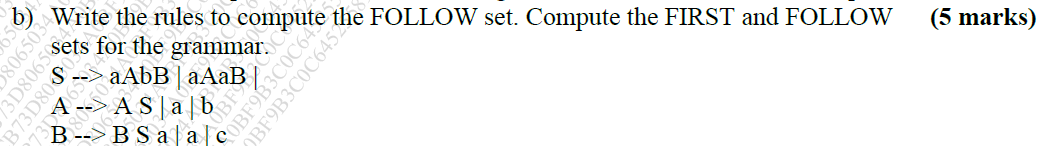 b) Write the rules to compute the FOLLOW set. Compute the FIRST and FOLLOW (5 marks)
sets for the grammar.
S --> aAbB | aAaB |
A --> A S | a | b
B --> B S a | a | c